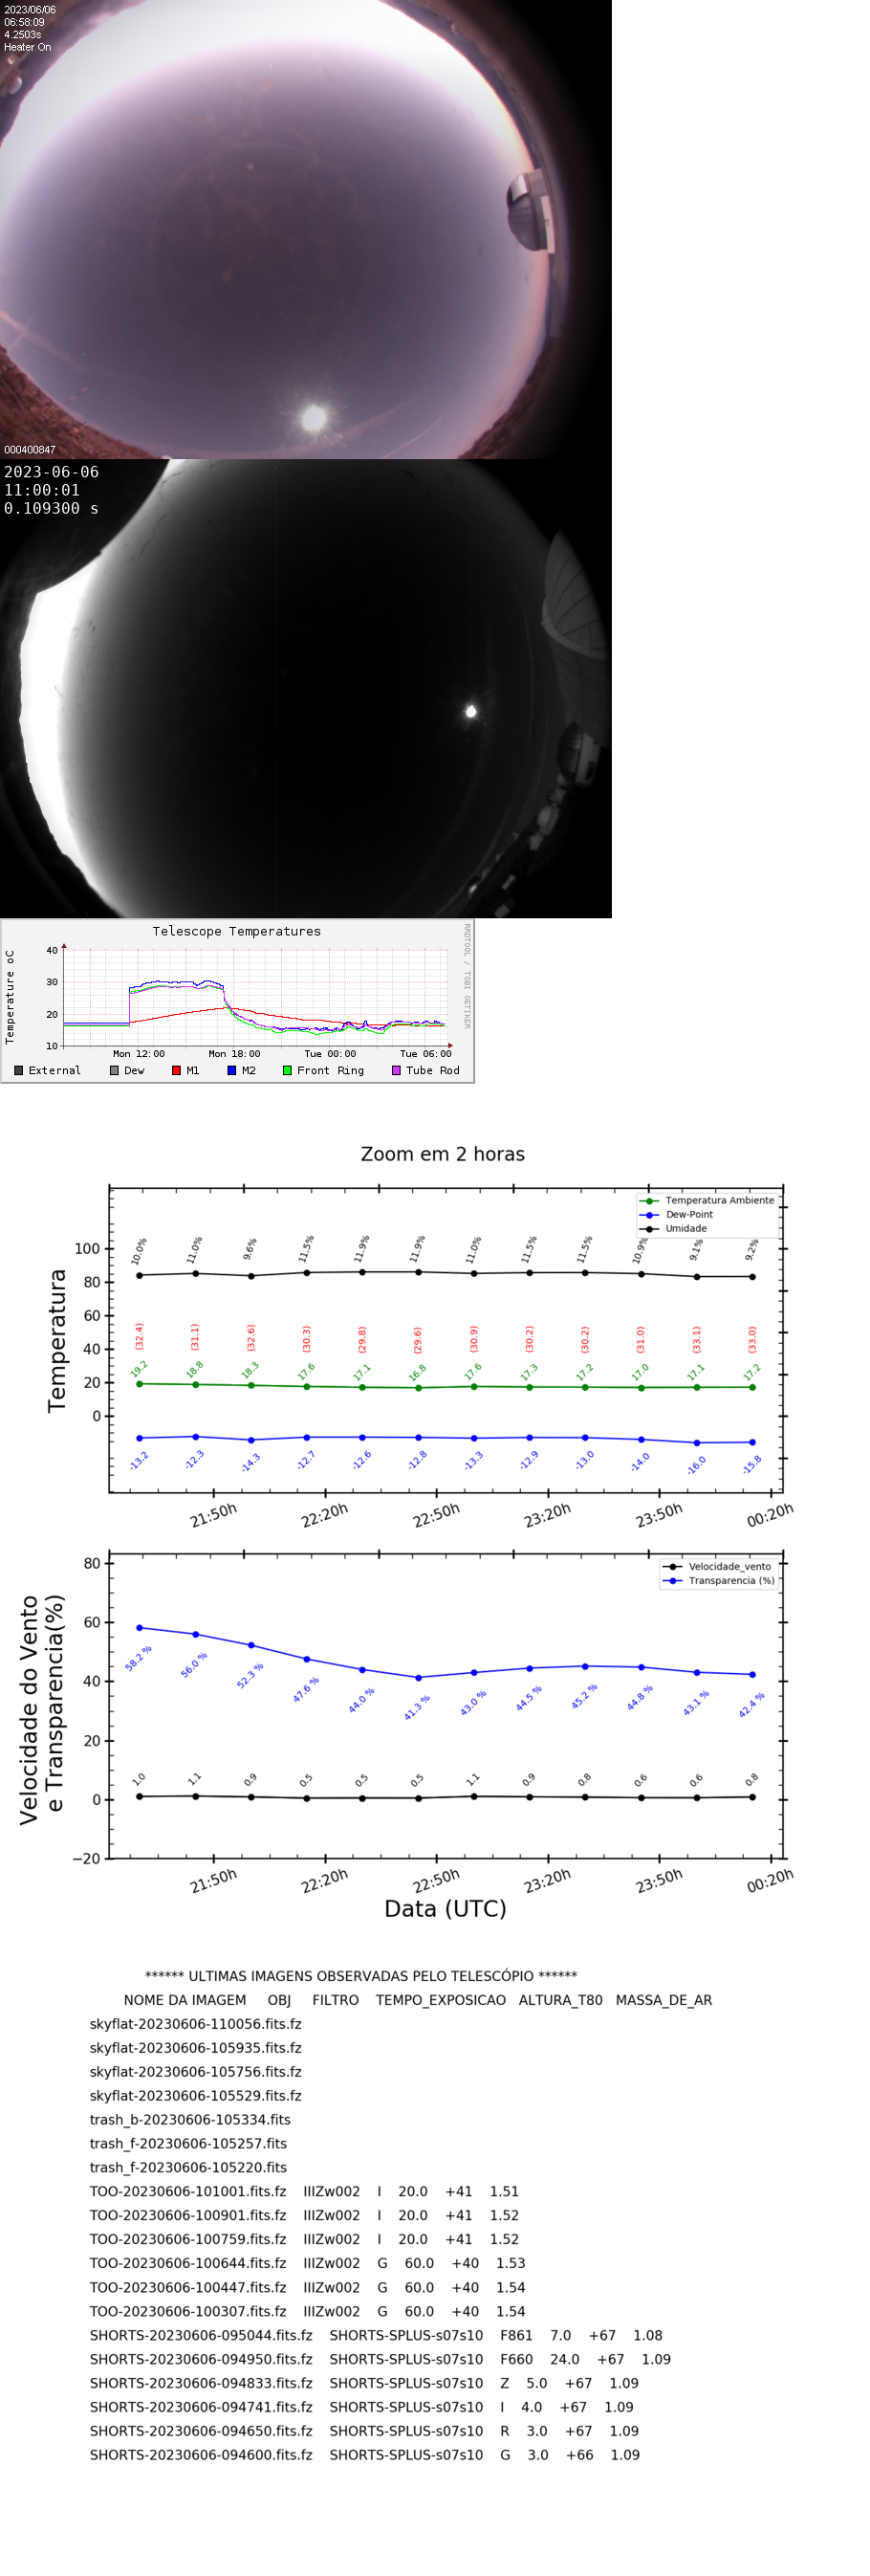 2023/06/06
06:58:09
4.2503s
Heater On
000400847
2023-06-06
11:00:01
0.109300 s
Telescope Temperatures
RRDTOOL / TOBI OETIKER
Temperature oC
40
30
20
10
Mon 12:00 Mon 18:00 Tue 00:00 Tue 06:00
External Dew M1 M2 Front Ring Tube Rod
Zoom em 2 horas
Temperatura Ambiente
Dew-Point
Umidade
Temperatura
100
80
60
40
20
0
10.0% 11.0% 9.6% 11.5% 11.9% 11.9% 11.0% 11.5% 11.5% 10.9% 9.1% 9.2%
(32.4) (31.1) (32.6) (30.3) (29.8) (29.6) (30.9) (30.2) (30.2) (31.0) (33.1) (33.0)
19.2 18.8 18.3 17.6 17.1 16.8 17.6 17.3 17.2 17.0 17.1 17.2
-13.2 -12.3 -14.3 -12.7 -12.6 -12.8 -13.3 -12.9 -13.0 -14.0 -16.0 -15.8
21:50h 22:20h 22:50h 23:20h 23:50h 00:20h
Velocidade_vento
Transparencia (%)
Velocidade do Vento
e Transparencia(%)
80
60
40
20
0
−20
58.2 % 56.0 % 52.3 % 47.6 % 44.0 % 41.3 % 43.0 % 44.5 % 45.2 % 44.8 % 43.1 % 42.4 %
1.0 1.1 0.9 0.5 0.5 0.5 1.1 0.9 0.8 0.6 0.6 0.8
21:50h 22:20h 22:50h 23:20h 23:50h 00:20h
Data (UTC)
****** ULTIMAS IMAGENS OBSERVADAS PELO TELESCÓPIO ******
NOME DA IMAGEM OBJ FILTRO TEMPO_EXPOSICAO ALTURA_T80 MASSA_DE_AR
skyflat-20230606-110056.fits.fz
skyflat-20230606-105935.fits.fz
skyflat-20230606-105756.fits.fz
skyflat-20230606-105529.fits.fz
trash_b-20230606-105334.fits
trash_f-20230606-105257.fits
trash_f-20230606-105220.fits
TOO-20230606-101001.fits.fz IIIZw002 I 20.0 +41 1.51
TOO-20230606-100901.fits.fz IIIZw002 I 20.0 +41 1.52
TOO-20230606-100759.fits.fz IIIZw002 I 20.0 +41 1.52
TOO-20230606-100644.fits.fz IIIZw002 G 60.0 +40 1.53
TOO-20230606-100447.fits.fz IIIZw002 G 60.0 +40 1.54
TOO-20230606-100307.fits.fz IIIZw002 G 60.0 +40 1.54
SHORTS-20230606-095044.fits.fz SHORTS-SPLUS-s07s10 F861 7.0 +67 1.08
SHORTS-20230606-094950.fits.fz SHORTS-SPLUS-s07s10 F660 24.0 +67 1.09
SHORTS-20230606-094833.fits.fz SHORTS-SPLUS-s07s10 Z 5.0 +67 1.09
SHORTS-20230606-094741.fits.fz SHORTS-SPLUS-s07s10 I 4.0 +67 1.09
SHORTS-20230606-094650.fits.fz SHORTS-SPLUS-s07s10 R 3.0 +67 1.09
SHORTS-20230606-094600.fits.fz SHORTS-SPLUS-s07s10 G 3.0 +66 1.09